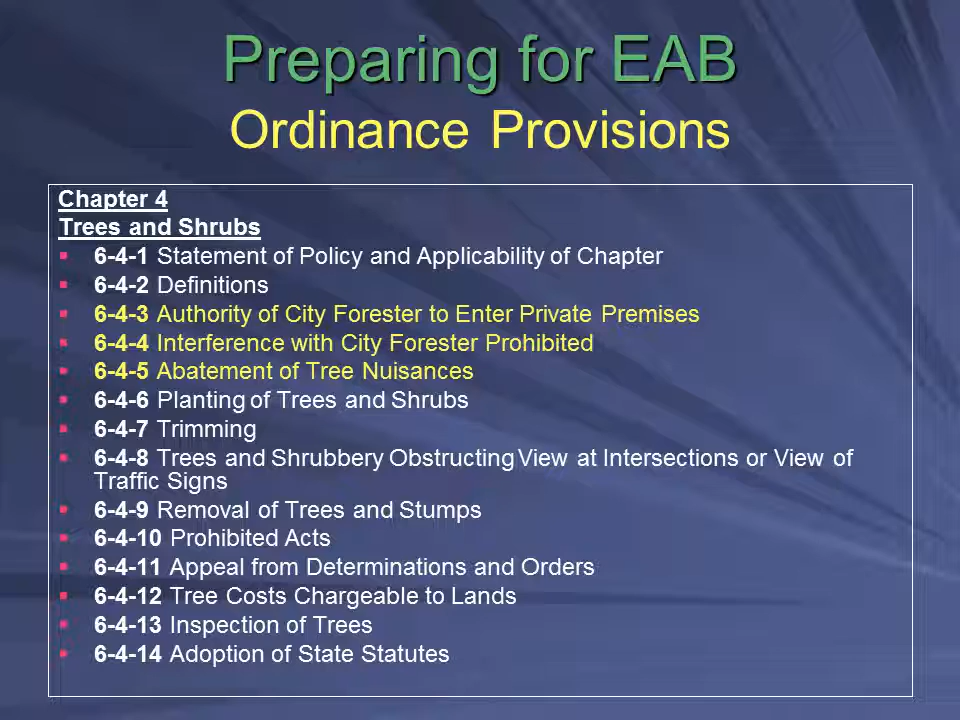 Preparing for EAB
Ordinance Provisions
Chapter 4
Trees and Shrubs
▪ 6-4-1 Statement of Policy and Applicability of Chapter
▪ 6-4-2 Definitions
▪ 6-4-3 Authority of City Forester to Enter Private Premises
▪ 6-4-4 Interference with City Forester Prohibited
▪ 6-4-5 Abatement of Tree Nuisances
▪ 6-4-6 Planting of Trees and Shrubs
▪ 6-4-7 Trimming
▪ 6-4-8 Trees and Shrubbery Obstructing View at Intersections or View of
Traffic Signs
▪ 6-4-9 Removal of Trees and Stumps
▪ 6-4-10 Prohibited Acts
▪ 6-4-11 Appeal from Determinations and Orders
▪ 6-4-12 Tree Costs Chargeable to Lands
▪ 6-4-13 Inspection of Trees
▪ 6-4-14 Adoption of State Statutes